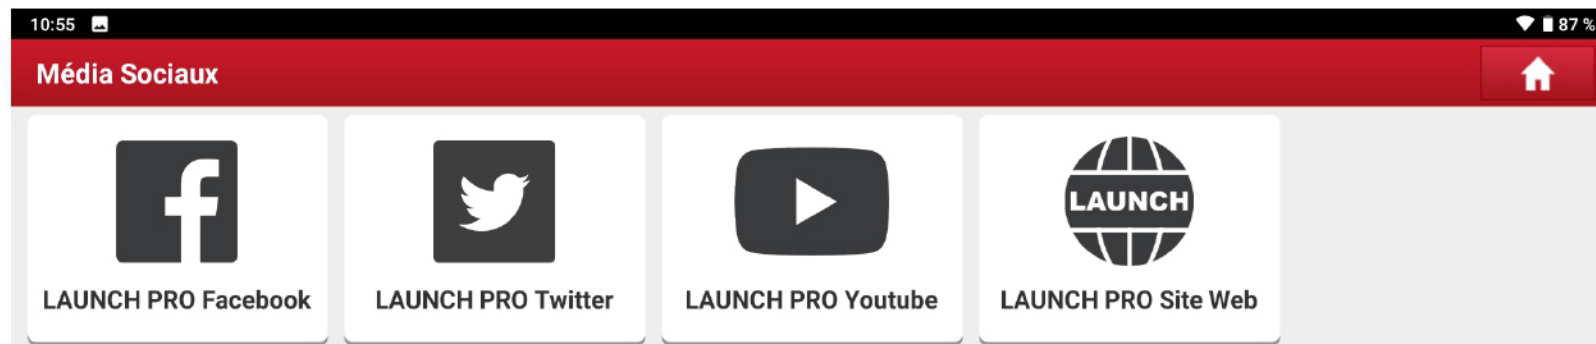 10:55 87 %
Média Sociaux
LAUNCH
LAUNCH PRO Facebook LAUNCH PRO Twitter LAUNCH PRO Youtube LAUNCH PRO Site Web